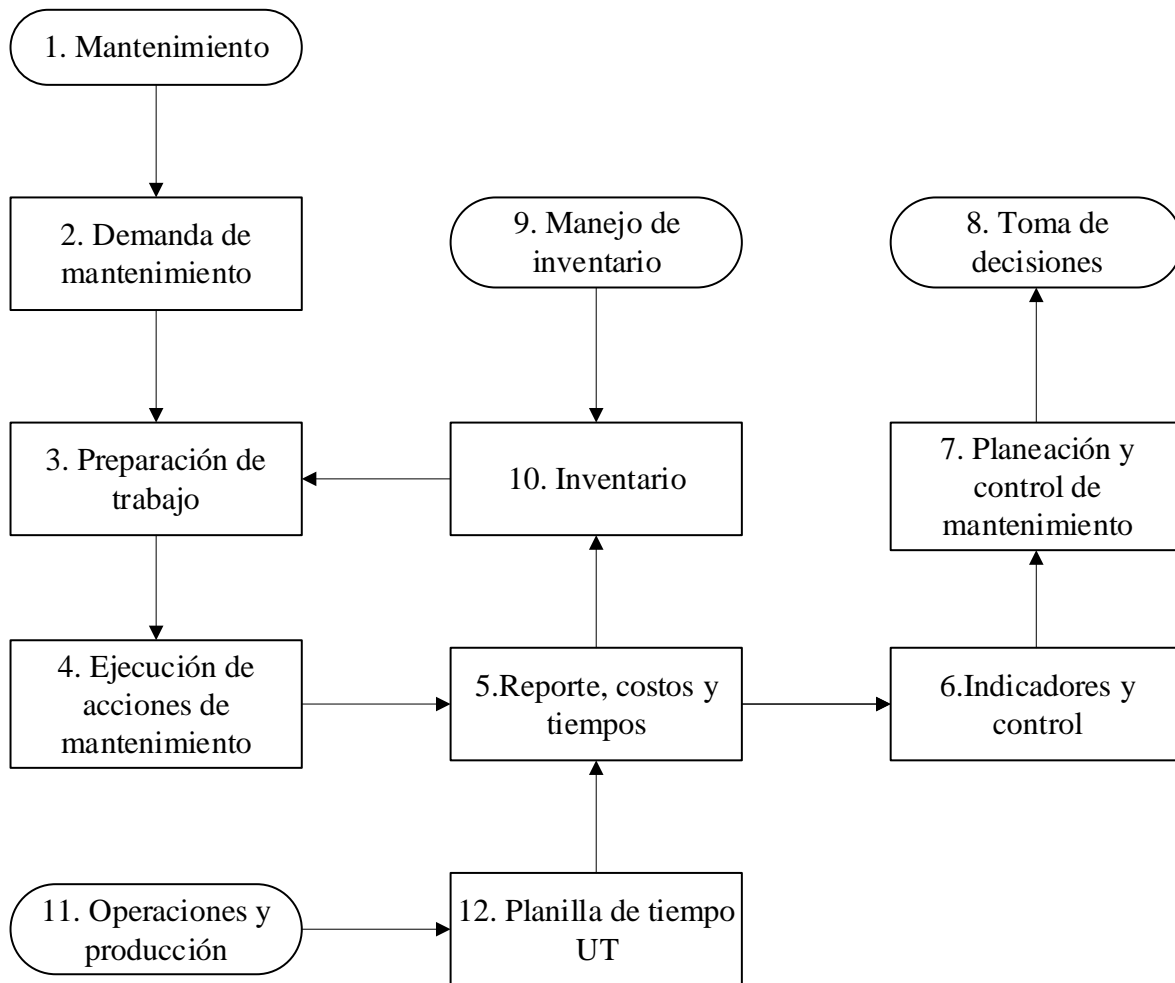 1. Mantenimiento
2. Demanda de
mantenimiento
9. Manejo de
inventario
8. Toma de
decisiones
3. Preparación de
trabajo
10. Inventario
7. Planeación y
control de
mantenimiento
4. Ejecución de
acciones de
mantenimiento
5.Reporte, costos y
tiempos
6.Indicadores y
control
11. Operaciones y
producción
12. Planilla de tiempo
UT